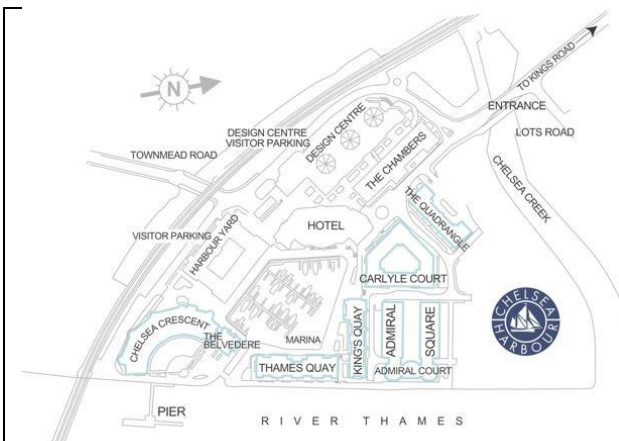 TO KINGS ROAD
N
ENTRANCE
LOTS ROAD
DESIGN CENTRE
VISITOR PARKING
DESIGN CENTRE
TOWNMEAD ROAD
THE CHAMBERS
CHELSEA CREEK
THE QUADRANGLE
HOTEL
VISITOR PARKING
HARBOUR YARD
CARLYLE COURT
CHELSEA CRESCENT
THE
BELVEDERE
MARINA
KING'S QUAY
ADMIRAL
SQUARE
CHELSEA
HARBOUR
THAMES QUAY
ADMIRAL COURT
PIER
RIVER THAMES